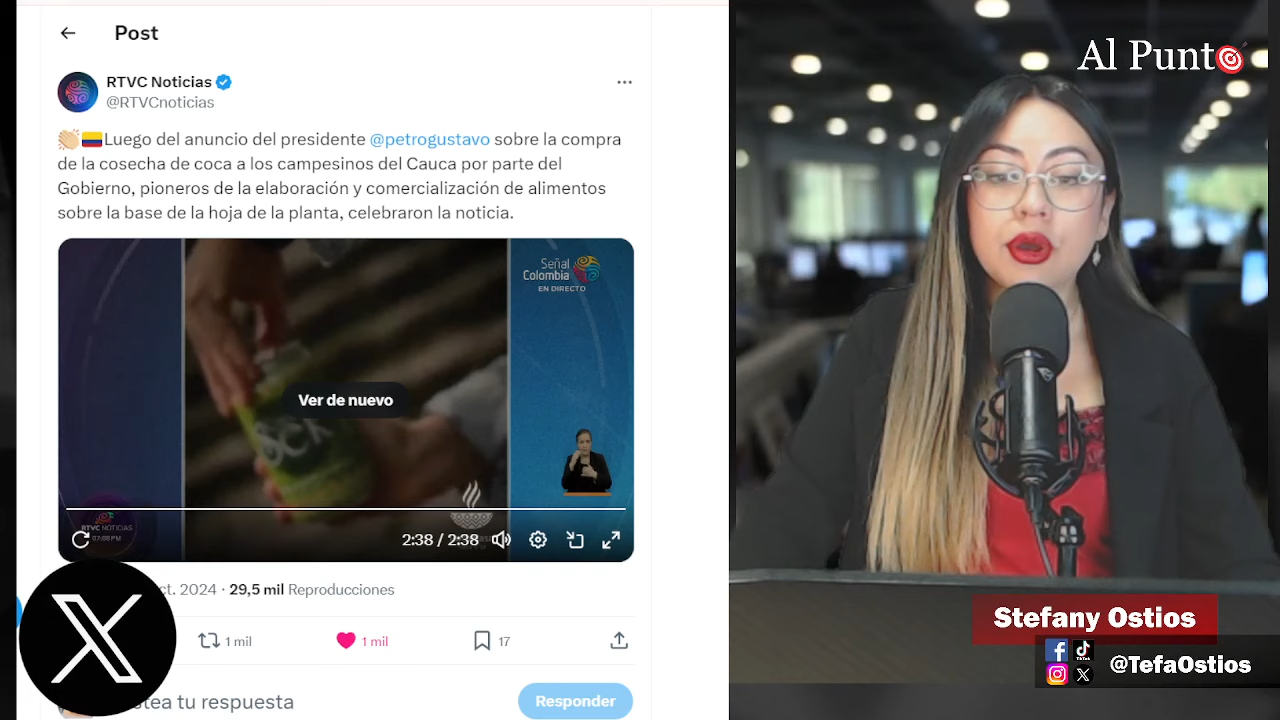 Post
RTVC Noticias
@RTVCnoticias
Luego del anuncio del presidente @petrogustavo sobre la compra
de la cosecha de coca a los campesinos del Cauca por parte del
Gobierno, pioneros de la elaboración y comercialización de alimentos
sobre la base de la hoja de la planta, celebraron la noticia.
Señal
Colombia
EN DIRECTO
Ver de nuevo
RTVC NOTICIAS
2:38 / 2:38
ct. 2024 · 29,5 mil Reproducciones
1 mil
1 mil
17
tea tu respuesta
Responder
Al Punto
Stefany Ostios
TikTok
@TefaOstios